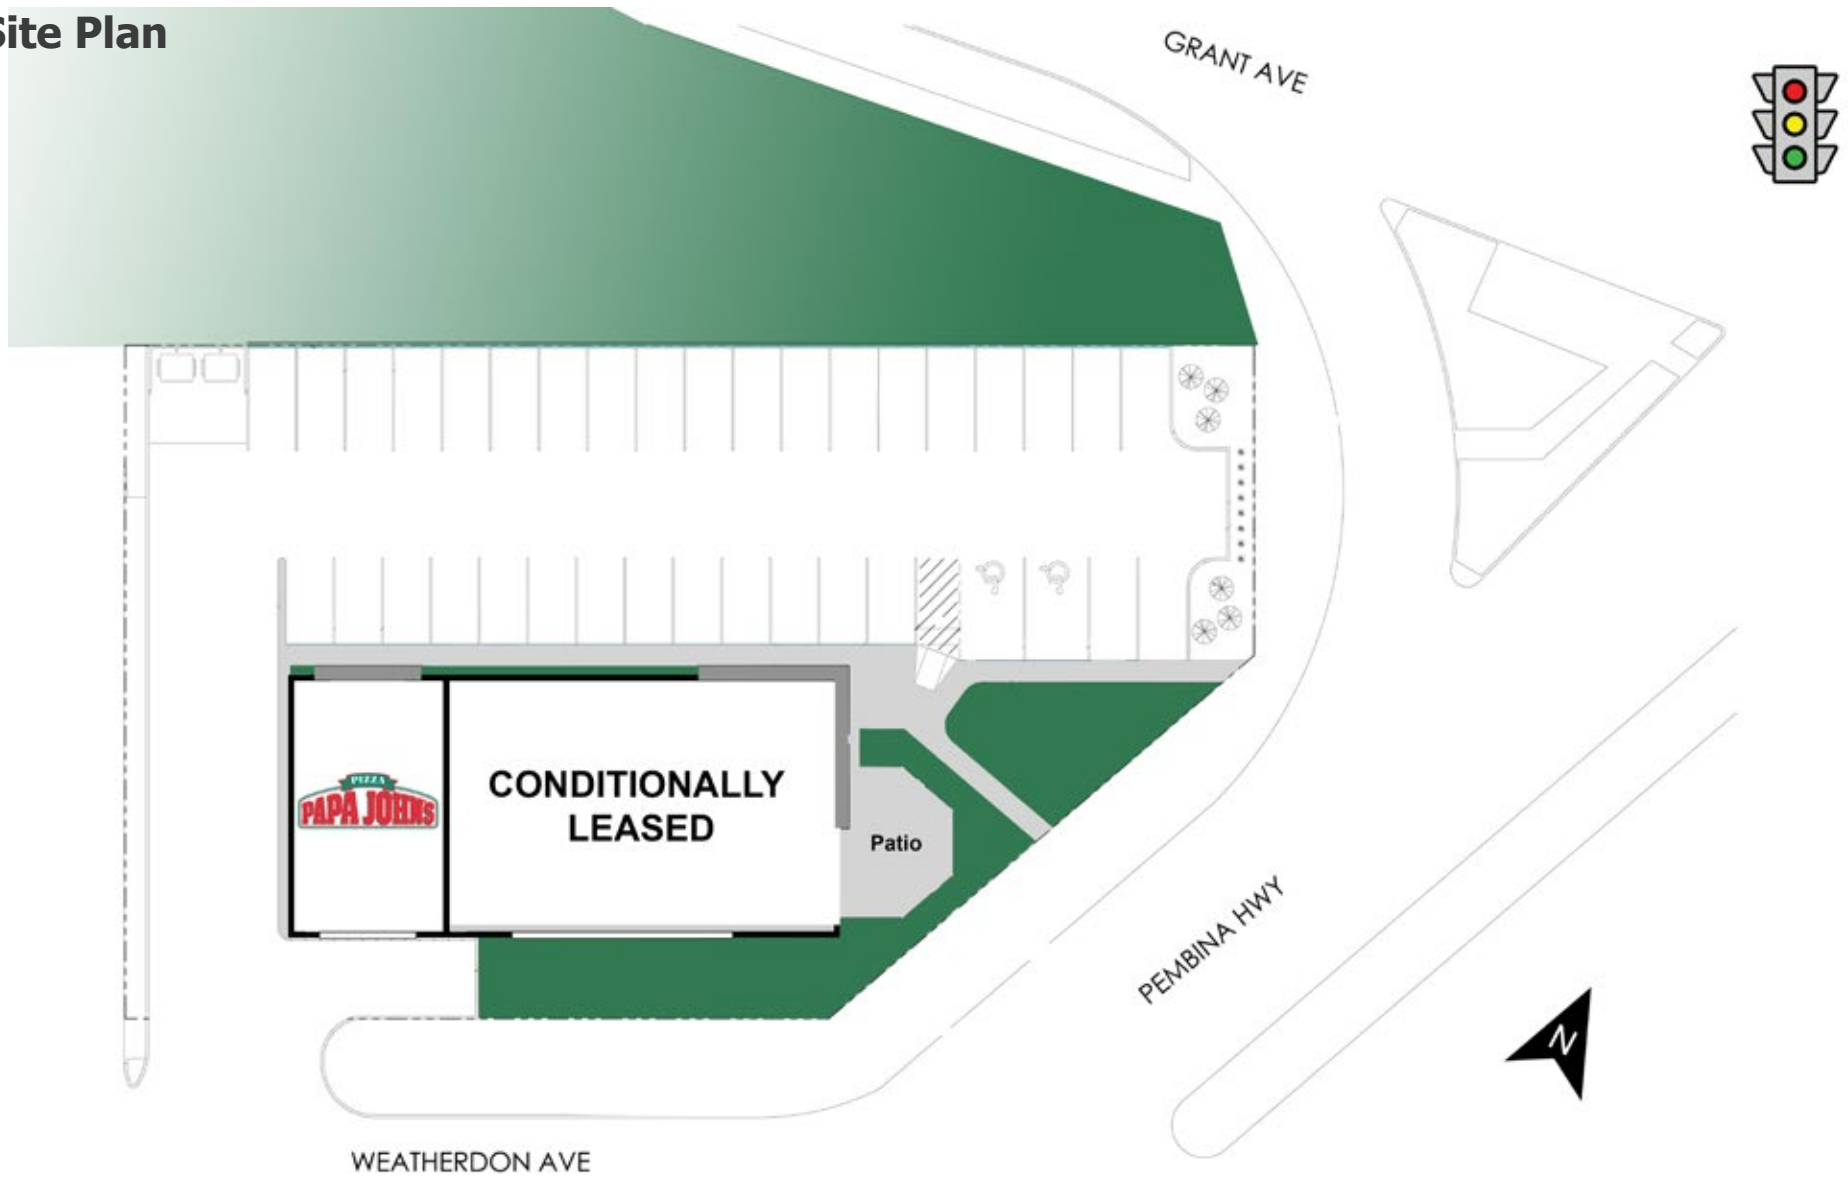 Site Plan
GRANT AVE
PIZZA
PAPA JOHNS
CONDITIONALLY
LEASED
Patio
PEMBINA HWY
N
WEATHERDON AVE